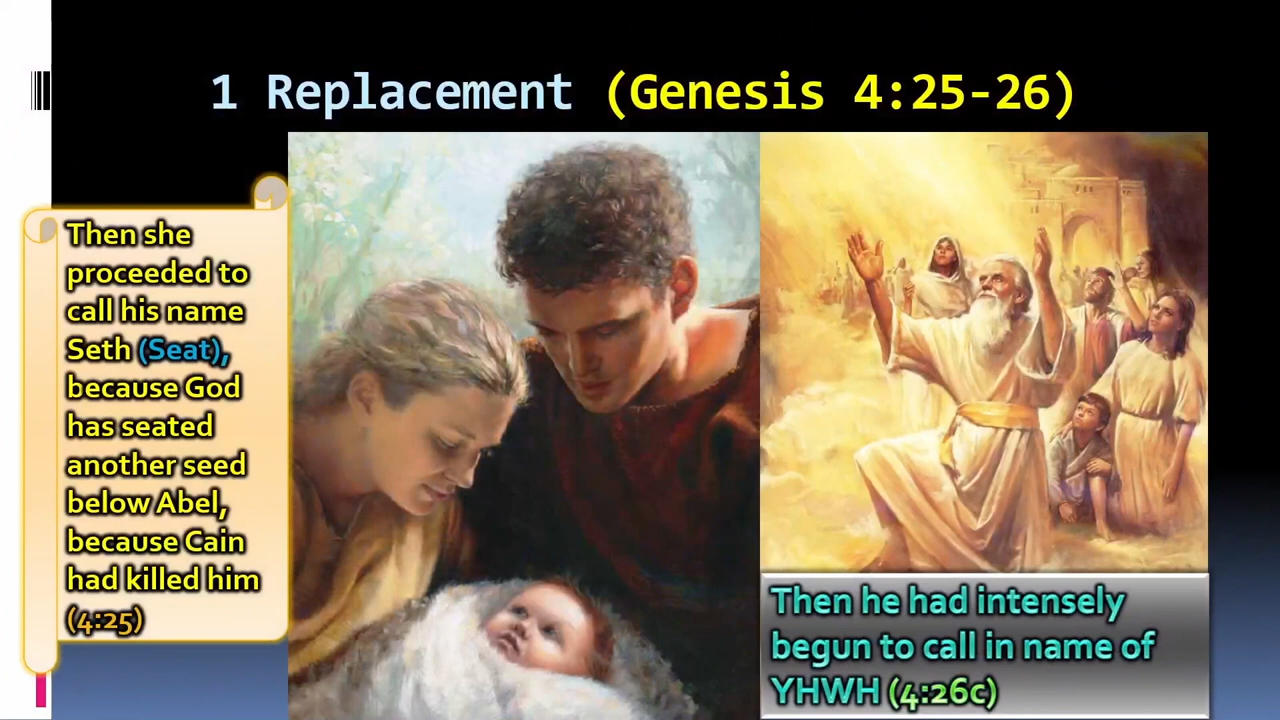 1 Replacement (Genesis 4:25-26)
Then she
proceeded to
call his name
Seth (Seat),
because God
has seated
another seed
below Abel,
because Cain
had killed him
(4:25)
Then he had intensely
begun to call in name of
YHWH (4:26c)